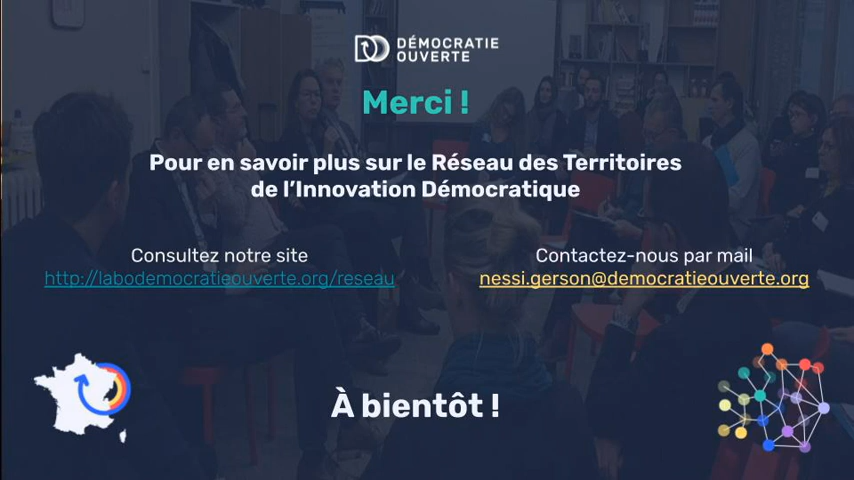 DÉMOCRATIE
OUVERTE
Merci !
Pour en savoir plus sur le Réseau des Territoires
de l’Innovation Démocratique
Consultez notre site
http://labodemocratieouverte.org/reseau
Contactez-nous par mail
nessi.gerson@democratieouverte.org
À bientôt !